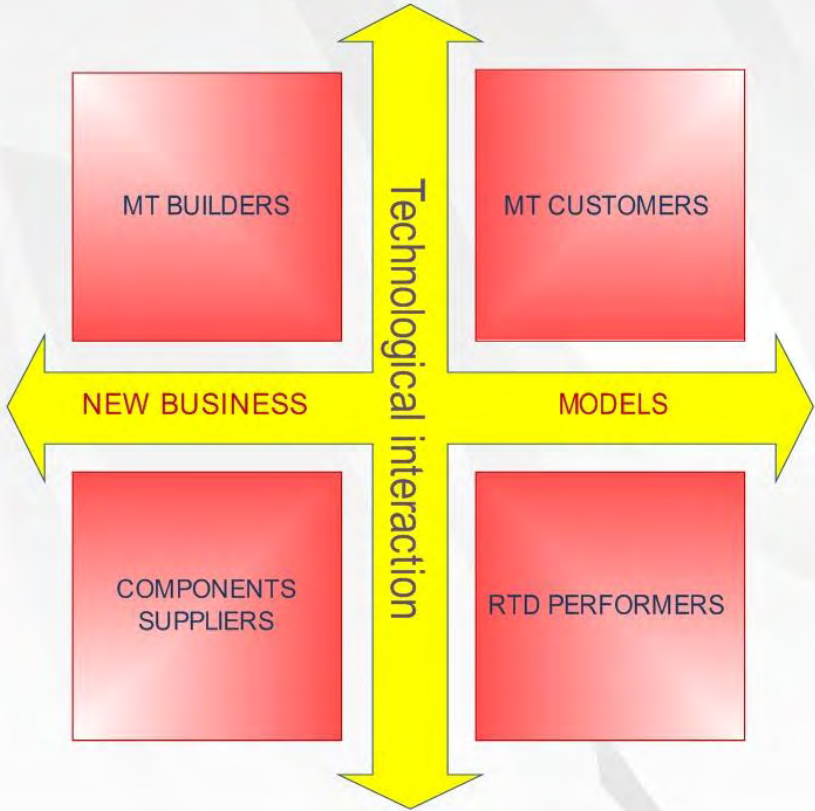 MT BUILDERS
MT CUSTOMERS
Technological interaction
NEW BUSINESS
MODELS
COMPONENTS
SUPPLIERS
RTD PERFORMERS